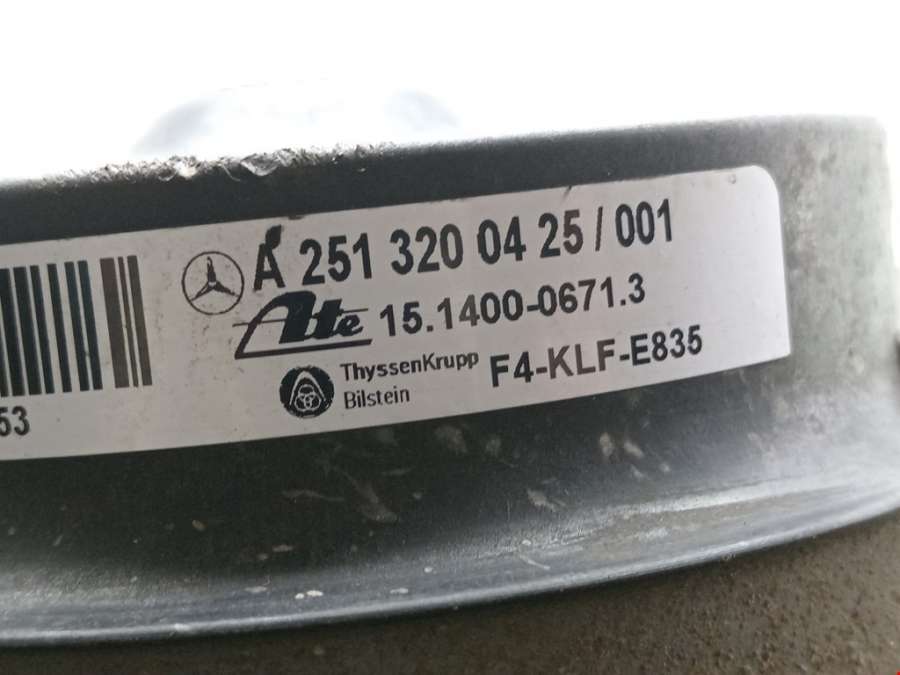 A 251 320 04 25 / 001
Ate 15.1400-0671.3
ThyssenKrupp
Bilstein
F4-KLF-E835
53